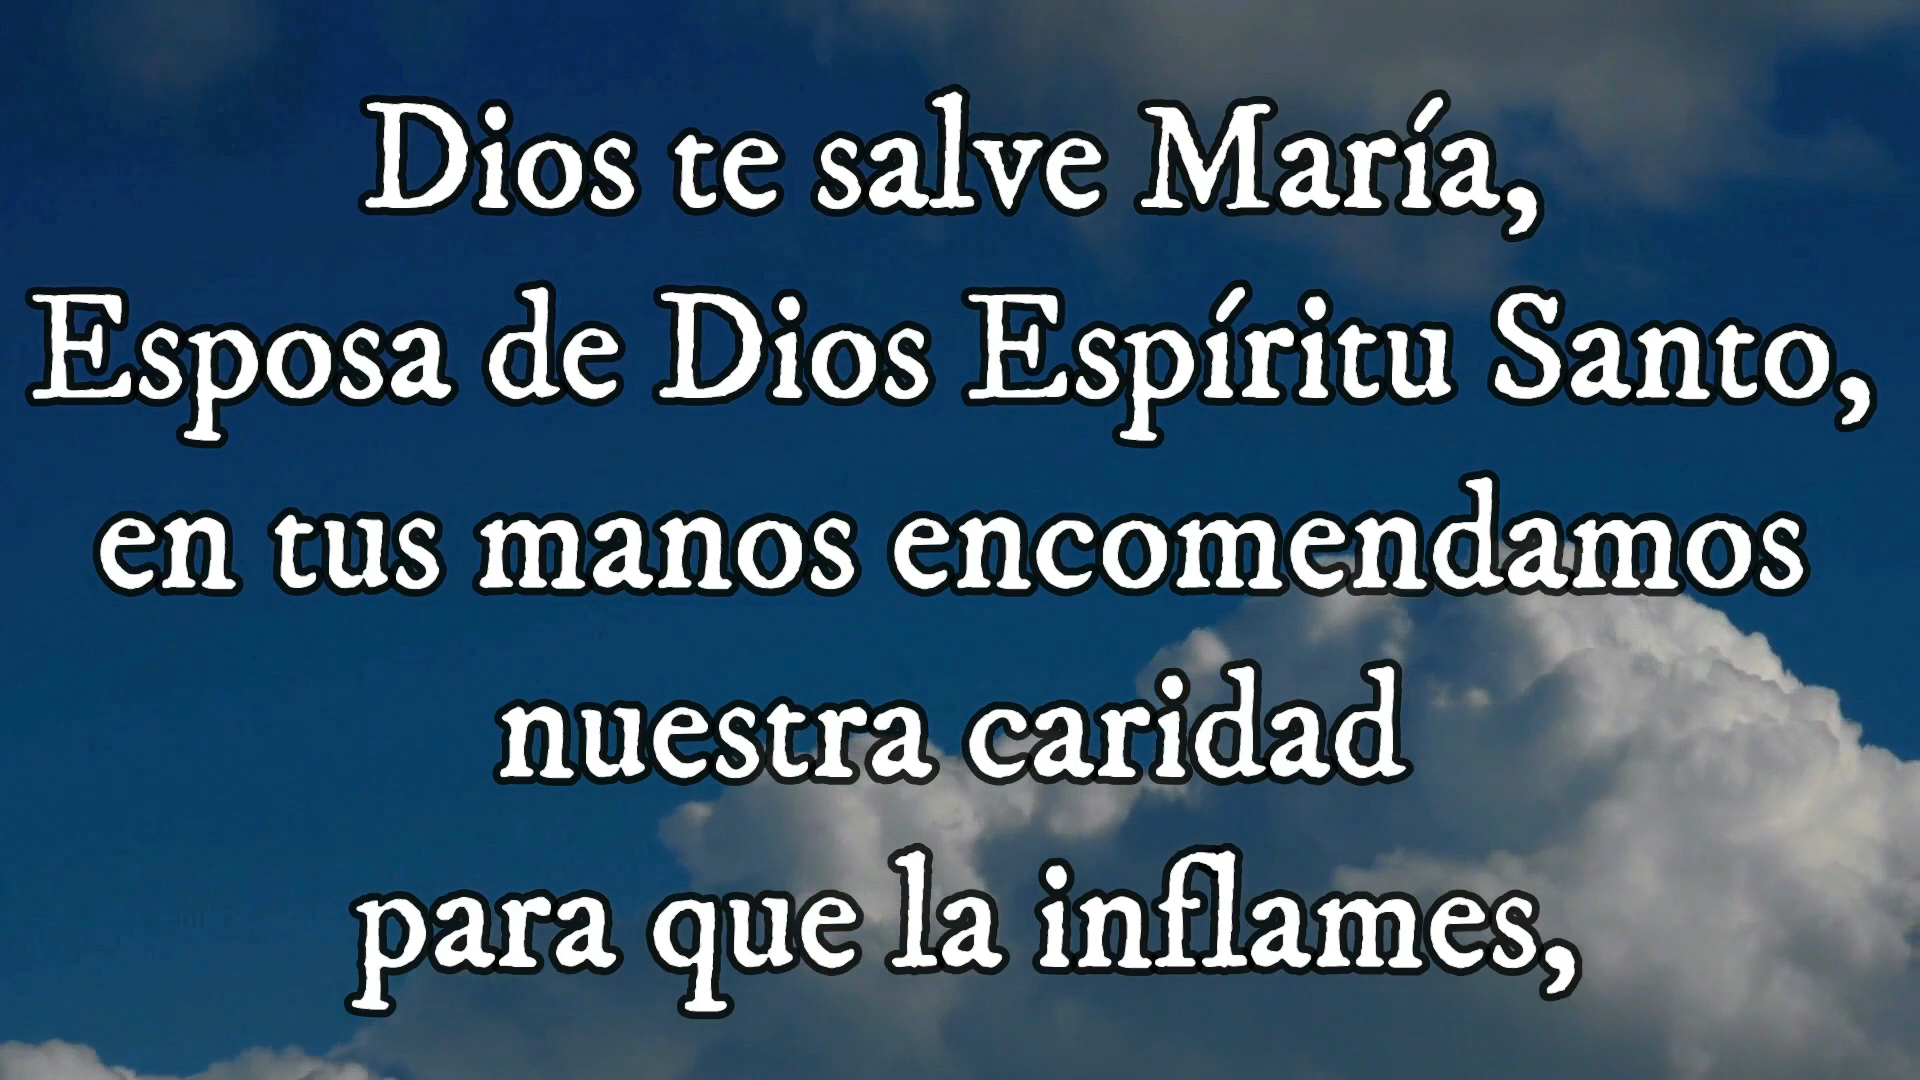 Dios te salve María,
Esposa de Dios Espíritu Santo,
en tus manos encomendamos
nuestra caridad
para que la inflames,